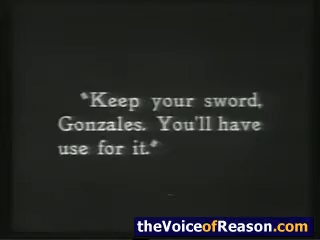 "Keep your sword,
Gonzales. You'll have
use for it."
theVoiceofReason.com